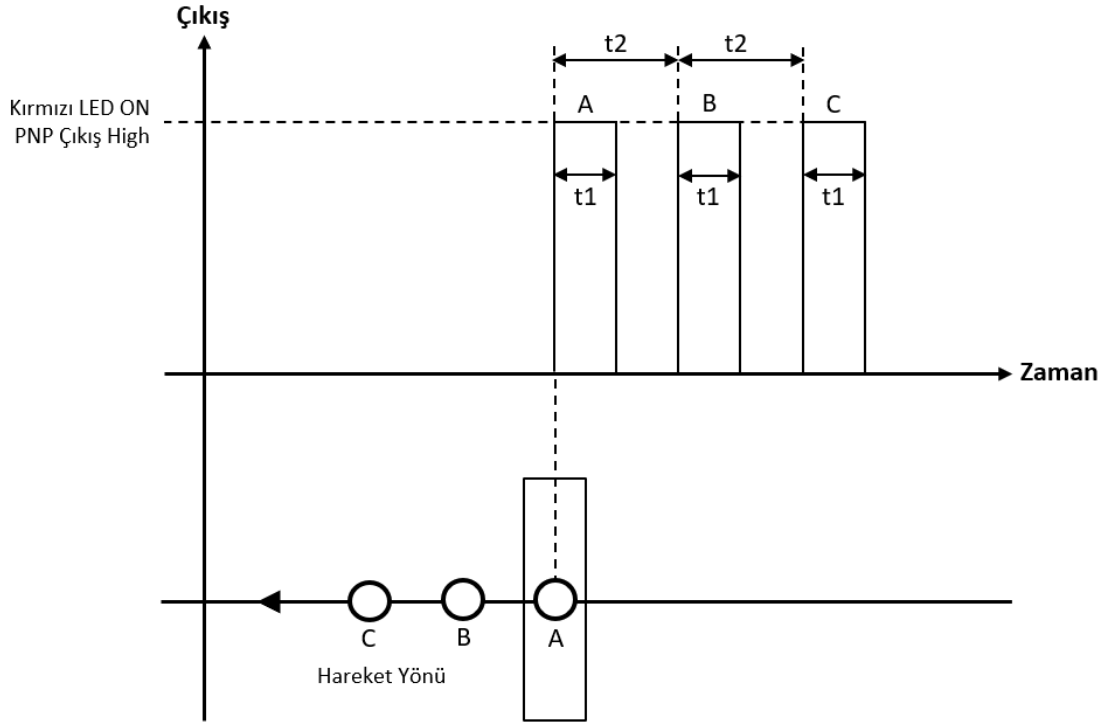 Çıkış
t2
t2
Kırmızı LED ON
PNP Çıkış High
A
B
C
t1
t1
t1
Zaman
C
B
A
Hareket Yönü